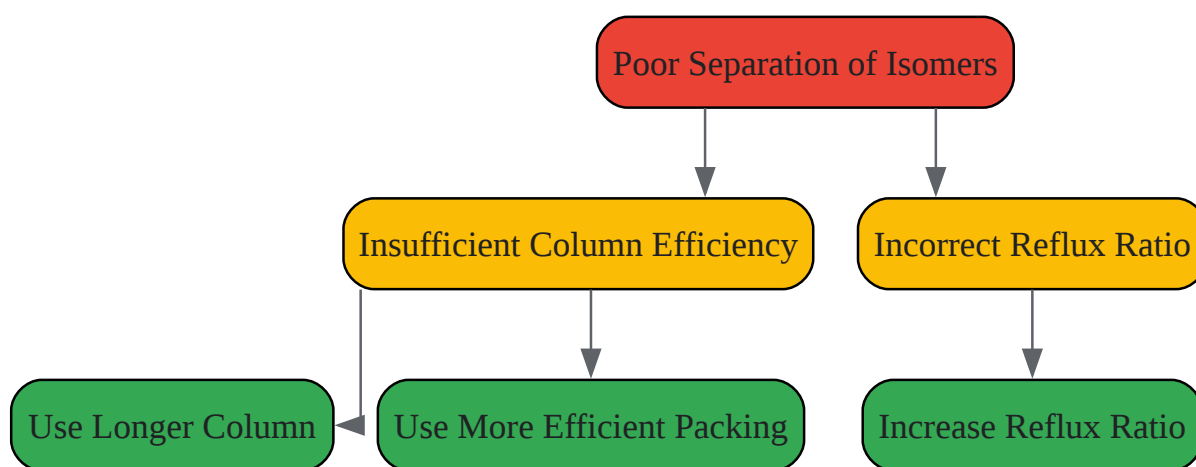 Poor Separation of Isomers
Insufficient Column Efficiency
Incorrect Reflux Ratio
Use Longer Column
Use More Efficient Packing
Increase Reflux Ratio